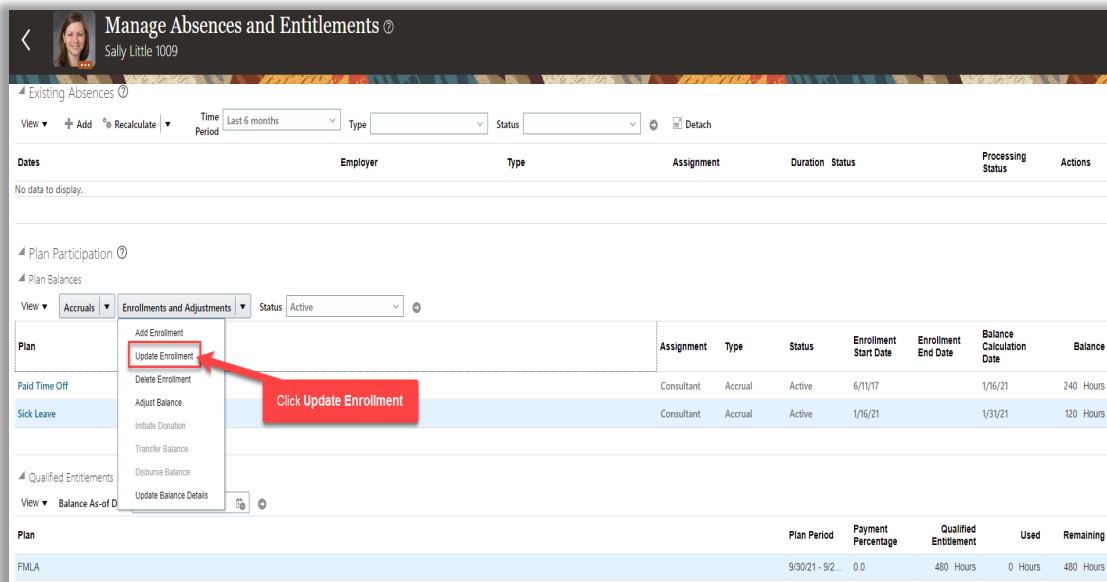 Manage Absences and Entitlements
Sally Little 1009
Existing Absences
View Add Recalculate Time Period Last 6 months Type Status Detach
Dates Employer Type Assignment Duration Status Processing Status Actions
No data to display.
Plan Participation
Plan Balances
View Accruals Enrollments and Adjustments Status Active
Add Enrollment
Update Enrollment
Delete Enrollment
Adjust Balance
Initiate Donation
Transfer Balance
Disburse Balance
Update Balance Details
Click Update Enrollment
Plan Assignment Type Status Enrollment Start Date Enrollment End Date Balance Calculation Date Balance
Paid Time Off Consultant Accrual Active 6/11/17 1/16/21 240 Hours
Sick Leave Consultant Accrual Active 1/16/21 1/31/21 120 Hours
Qualified Entitlements
View Balance As-of D
Plan Plan Period Payment Percentage Qualified Entitlement Used Remaining
FMLA 9/30/21 - 9/2... 0.0 480 Hours 0 Hours 480 Hours